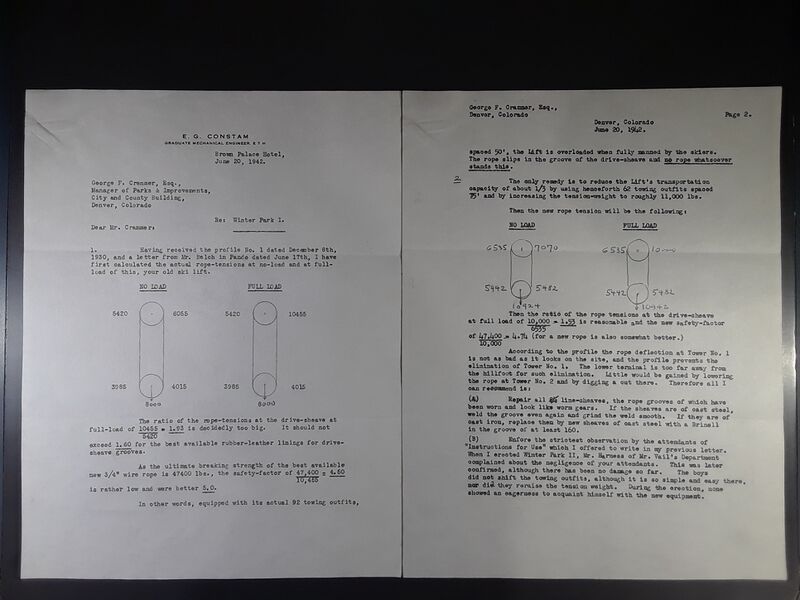 E. G. CONSTAM
GRADUATE MECHANICAL ENGINEER E T H
Brown Palace Hotel,
June 20, 1942.
George F. Cranmer, Esq.,
Manager of Parks & Improvements,
City and County Building,
Denver, Colorado
Re: Winter Park I.
Dear Mr. Crammer:
1. Having received the profile No. 1 dated December 8th,
1930, and a letter from Mr. Belch in Pando dated June 17th, I have
first calculated the actual rope-tensions at no-load and at full-
load of this, your old ski lift.
NO LOAD FULL LOAD
5420 6055 5420 10455
3985 4015 3985 4015
8000 8000
The ratio of the rope-tensions at the drive-sheave at
full-load of 10455 = 1.93 is decidedly too big. It should not
5420
exceed 1.60 for the best available rubber-leather linings for drive-
sheave grooves.
As the ultimate breaking strength of the best available
new 3/4" wire rope is 47400 lbs., the safety-factor of 47,400 = 4.50
10,455
is rather low and were better 5.0.
In other words, equipped with its actual 92 towing outfits,
George F. Cranmer, Esq.,
Denver, Colorado
Page 2.
Denver, Colorado
June 20, 1942.
spaced 50', the Lift is overloaded when fully manned by the skiers.
The rope slips in the groove of the drive-sheave and no rope whatsoever
stands this.
2. The only remedy is to reduce the Lift's transportation
capacity of about 1/3 by using henceforth 62 towing outfits spaced
75' and by increasing the tension-weight to roughly 11,000 lbs.
Then the new rope tension will be the following:
NO LOAD FULL LOAD
6535 7070 6535
5442 5482 5442 5482
Then the ratio of the rope tensions at the drive-sheave
at full load of 10,000 = 1.53 is reasonable and the new safety-factor
6535
of 47,400 = 4.74 (for a new rope is also somewhat better.)
10,000
According to the profile the rope deflection at Tower No. 1
is not as bad as it looks on the site, and the profile prevents the
elimination of Tower No. 1. The lower terminal is too far away from
the hillfoot for such elimination. Little would be gained by lowering
the rope at Tower No. 2 and by digging a cut there. Therefore all I
can recommend is:
(A) Repair all line-sheaves, the rope grooves of which have
been worn and look like worn gears. If the sheaves are of cast steel,
weld the groove even again and grind the weld smooth. If they are of
cast iron, replace then by new sheaves of cast steel with a Brinell
in the groove of at least 160.
(B) Enforce the strictest observation by the attendants of
"Instructions for Use" which I offered to write in my previous letter.
When I erected Winter Park II, Mr. Harness of Mr. Vail's Department
complained about the negligence of your attendants. This was later
confirmed, although there has been no damage so far. The boys
did not shift the towing outfits, although it is so simple and easy there,
nor did they reraise the tension weight. During the erection, none
showed an eagerness to acquaint himself with the new equipment.